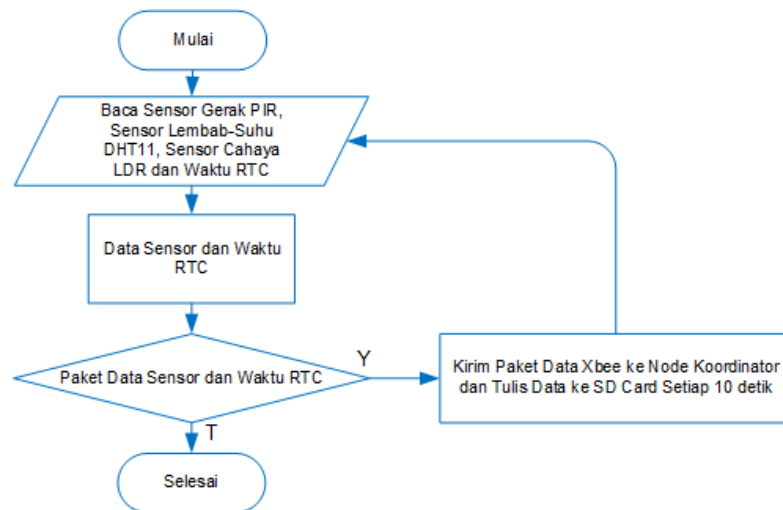 Mulai
Baca Sensor Gerak PIR,
Sensor Lembab-Suhu
DHT11, Sensor Cahaya
LDR dan Waktu RTC
Data Sensor dan Waktu
RTC
Paket Data Sensor dan Waktu RTC
Y
Kirim Paket Data Xbee ke Node Koordinator
dan Tulis Data ke SD Card Setiap 10 detik
T
Selesai